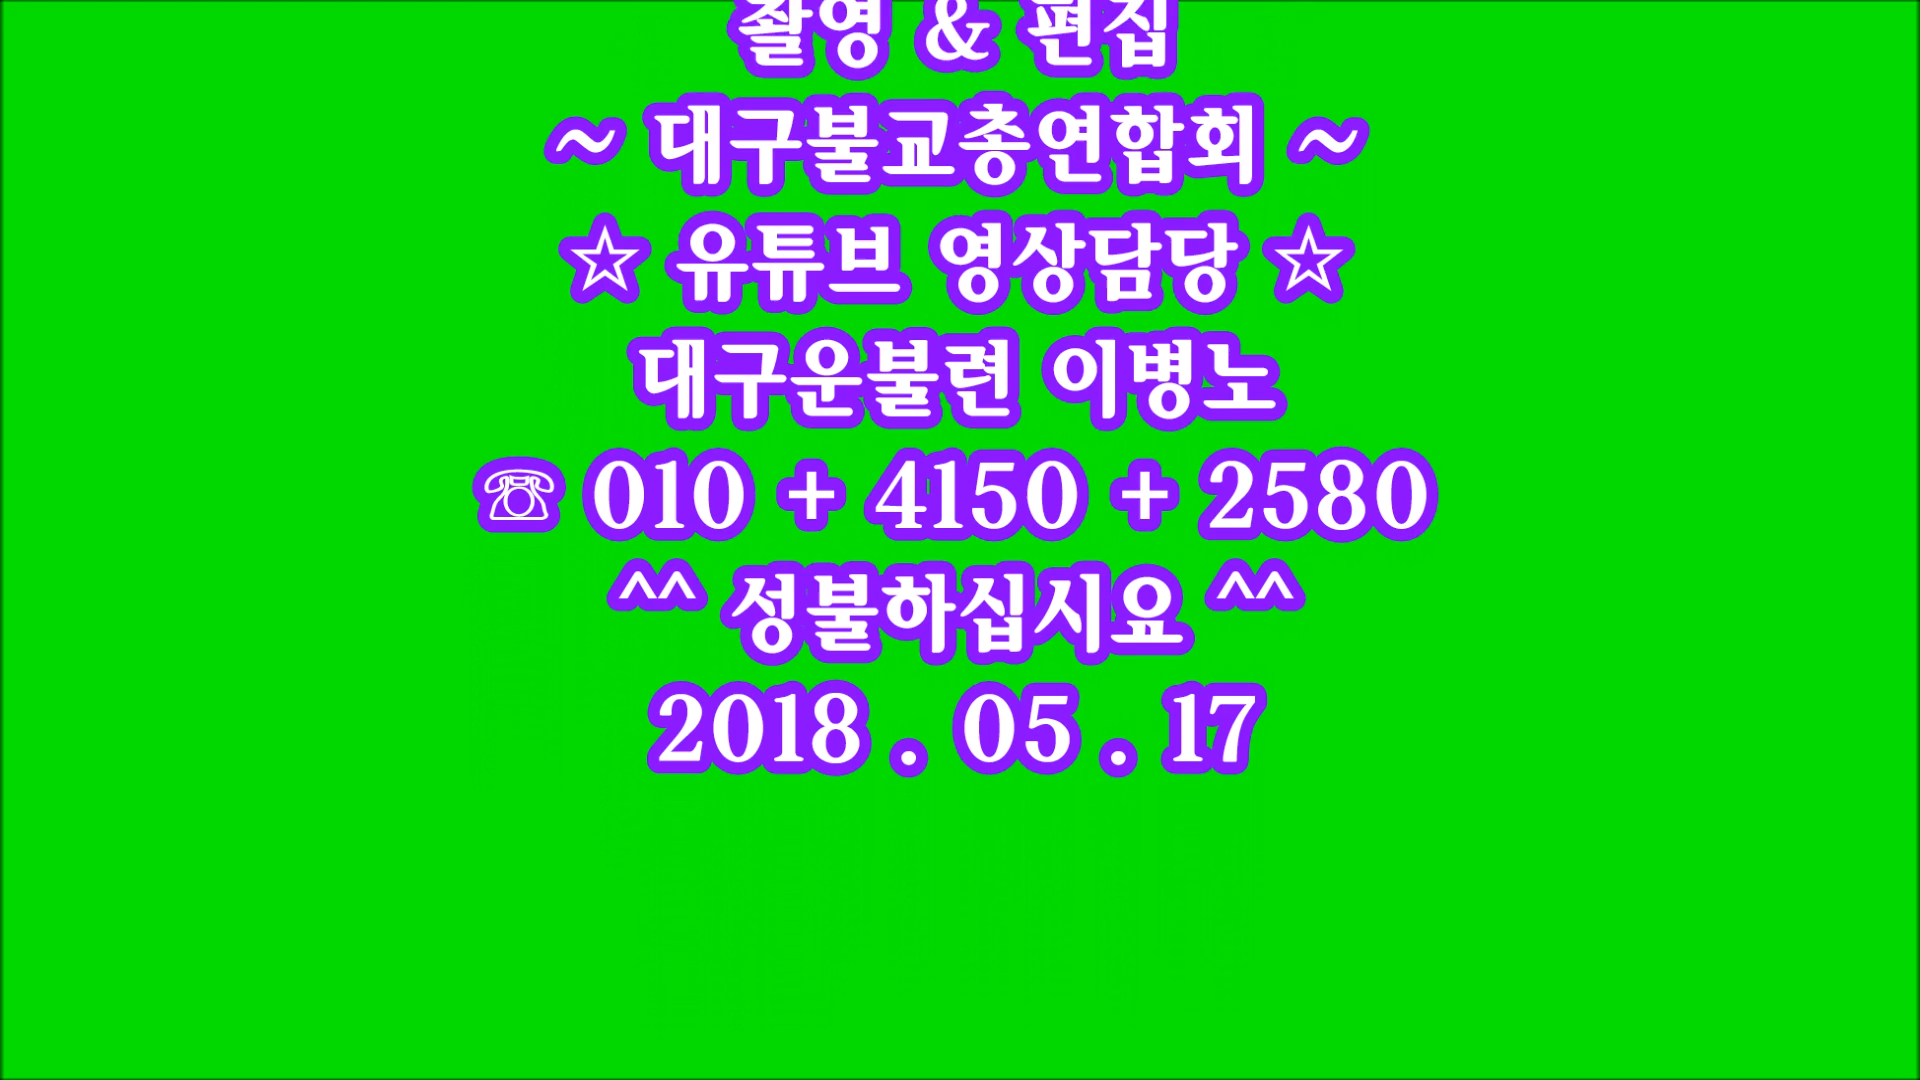 촬영 & 편집
~ 대구불교총연합회 ~
☆ 유튜브 영상담당 ☆
대구운불련 이병노
☏ 010 + 4150 + 2580
^^ 성불하십시요 ^^
2018 . 05 . 17